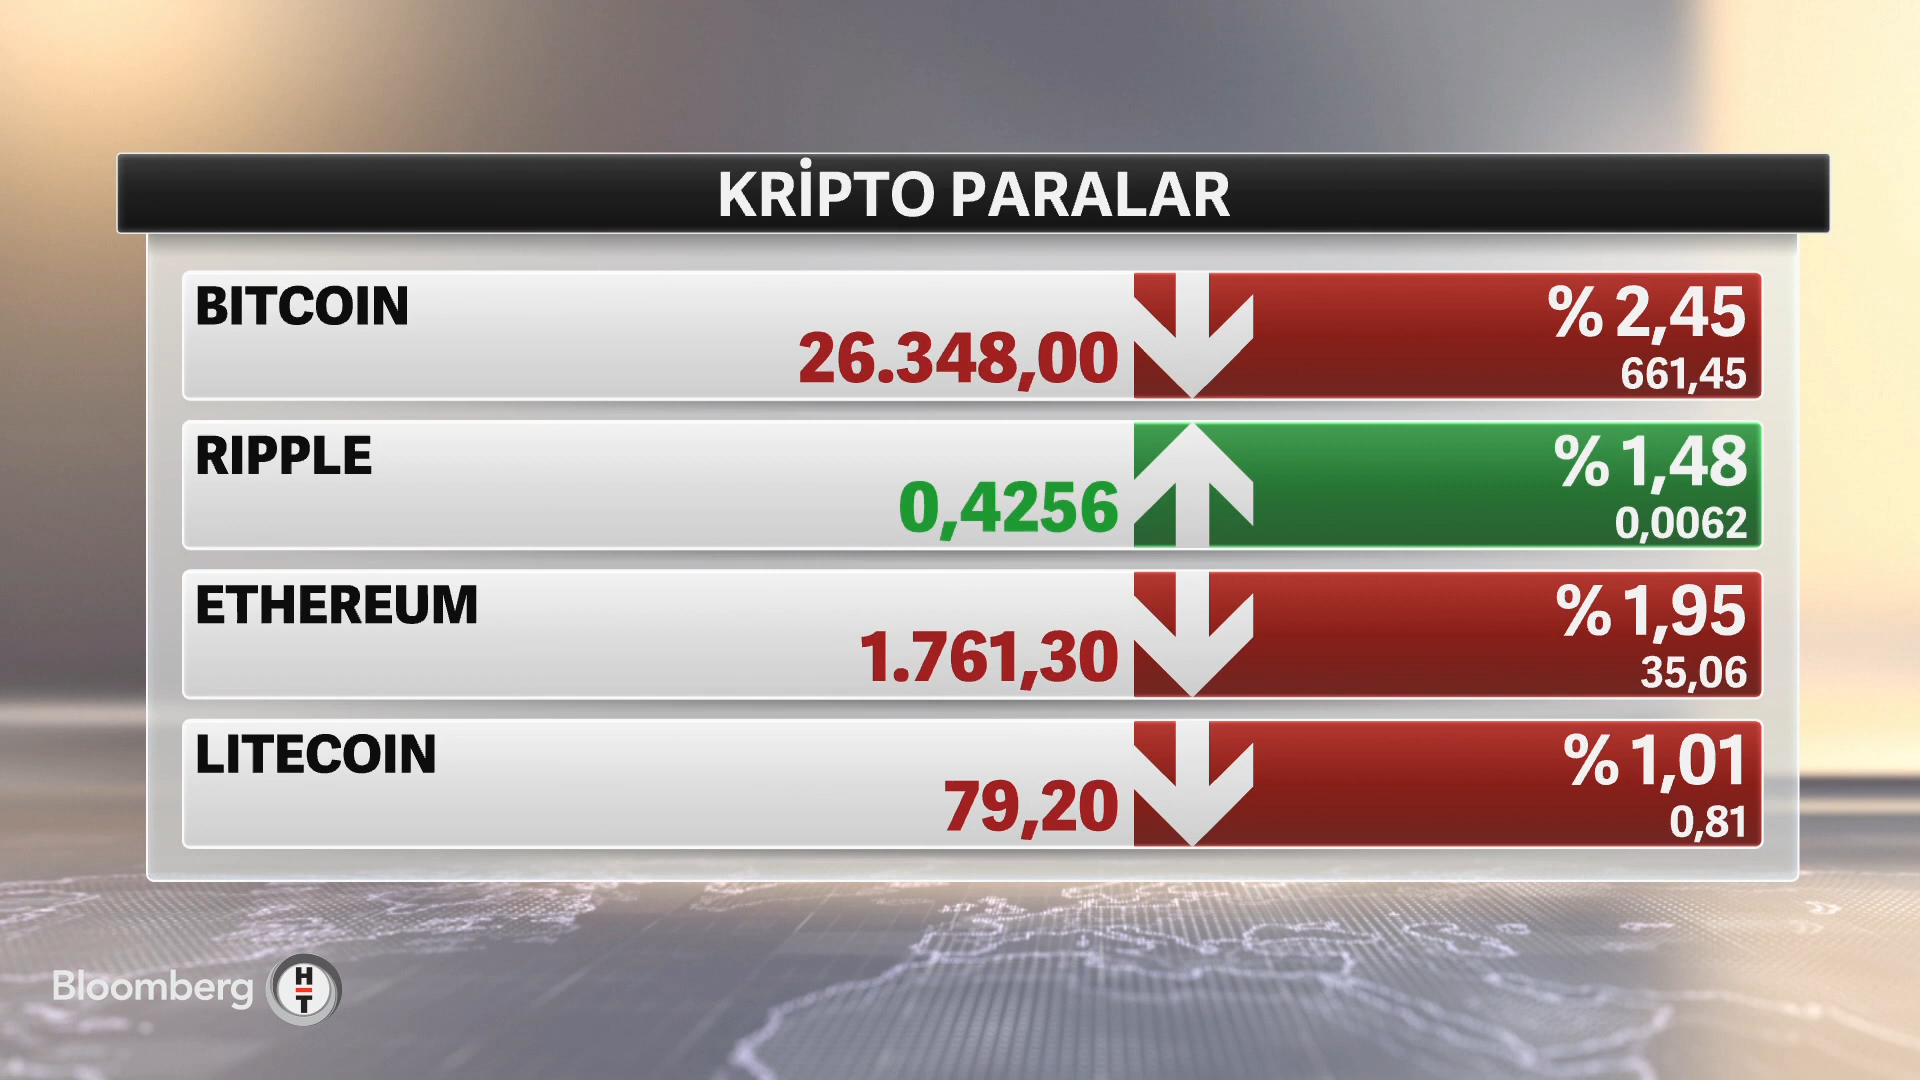 KRİPTO PARALAR
BITCOIN
26.348,00
% 2,45
661,45
RIPPLE
0,4256
% 1,48
0,0062
ETHEREUM
1.761,30
% 1,95
35,06
LITECOIN
79,20
% 1,01
0,81
Bloomberg HT